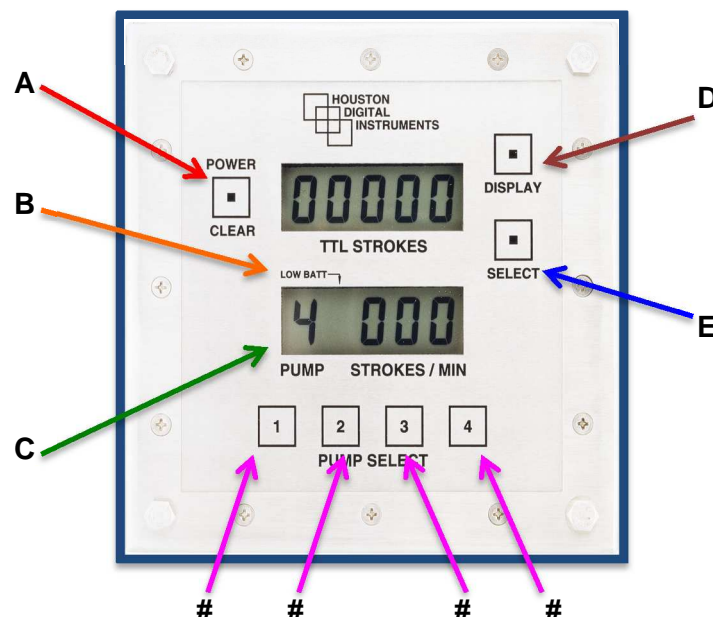 A
B
C
D
E
HOUSTON
DIGITAL
INSTRUMENTS
POWER
CLEAR
00000
TTL STROKES
DISPLAY
SELECT
LOW BATT
4 000
PUMP STROKES / MIN
1 2 3 4
PUMP SELECT
# # # #